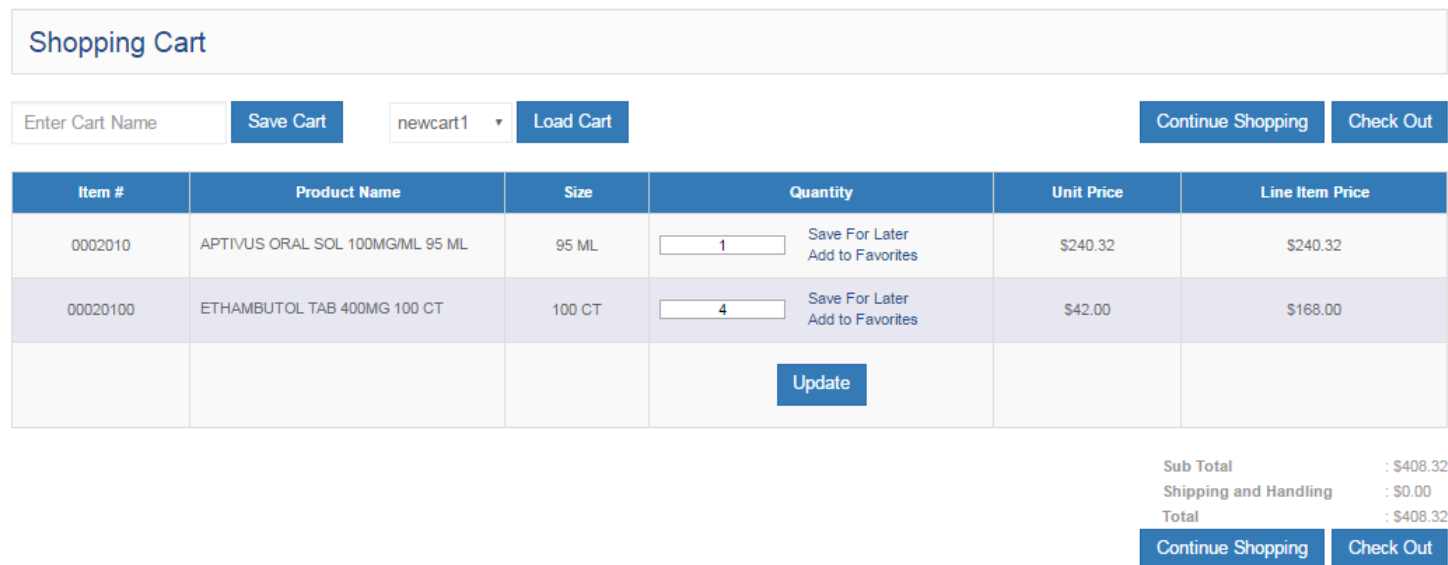 Shopping Cart
Enter Cart Name Save Cart newcart1 Load Cart Continue Shopping Check Out
Item # Product Name Size Quantity Unit Price Line Item Price
0002010 APTIVUS ORAL SOL 100MG/ML 95 ML 95 ML 1 Save For Later Add to Favorites $240.32 $240.32
00020100 ETHAMBUTOL TAB 400MG 100 CT 100 CT 4 Save For Later Add to Favorites $42.00 $168.00
Update
Sub Total : $408.32
Shipping and Handling : $0.00
Total : $408.32
Continue Shopping Check Out